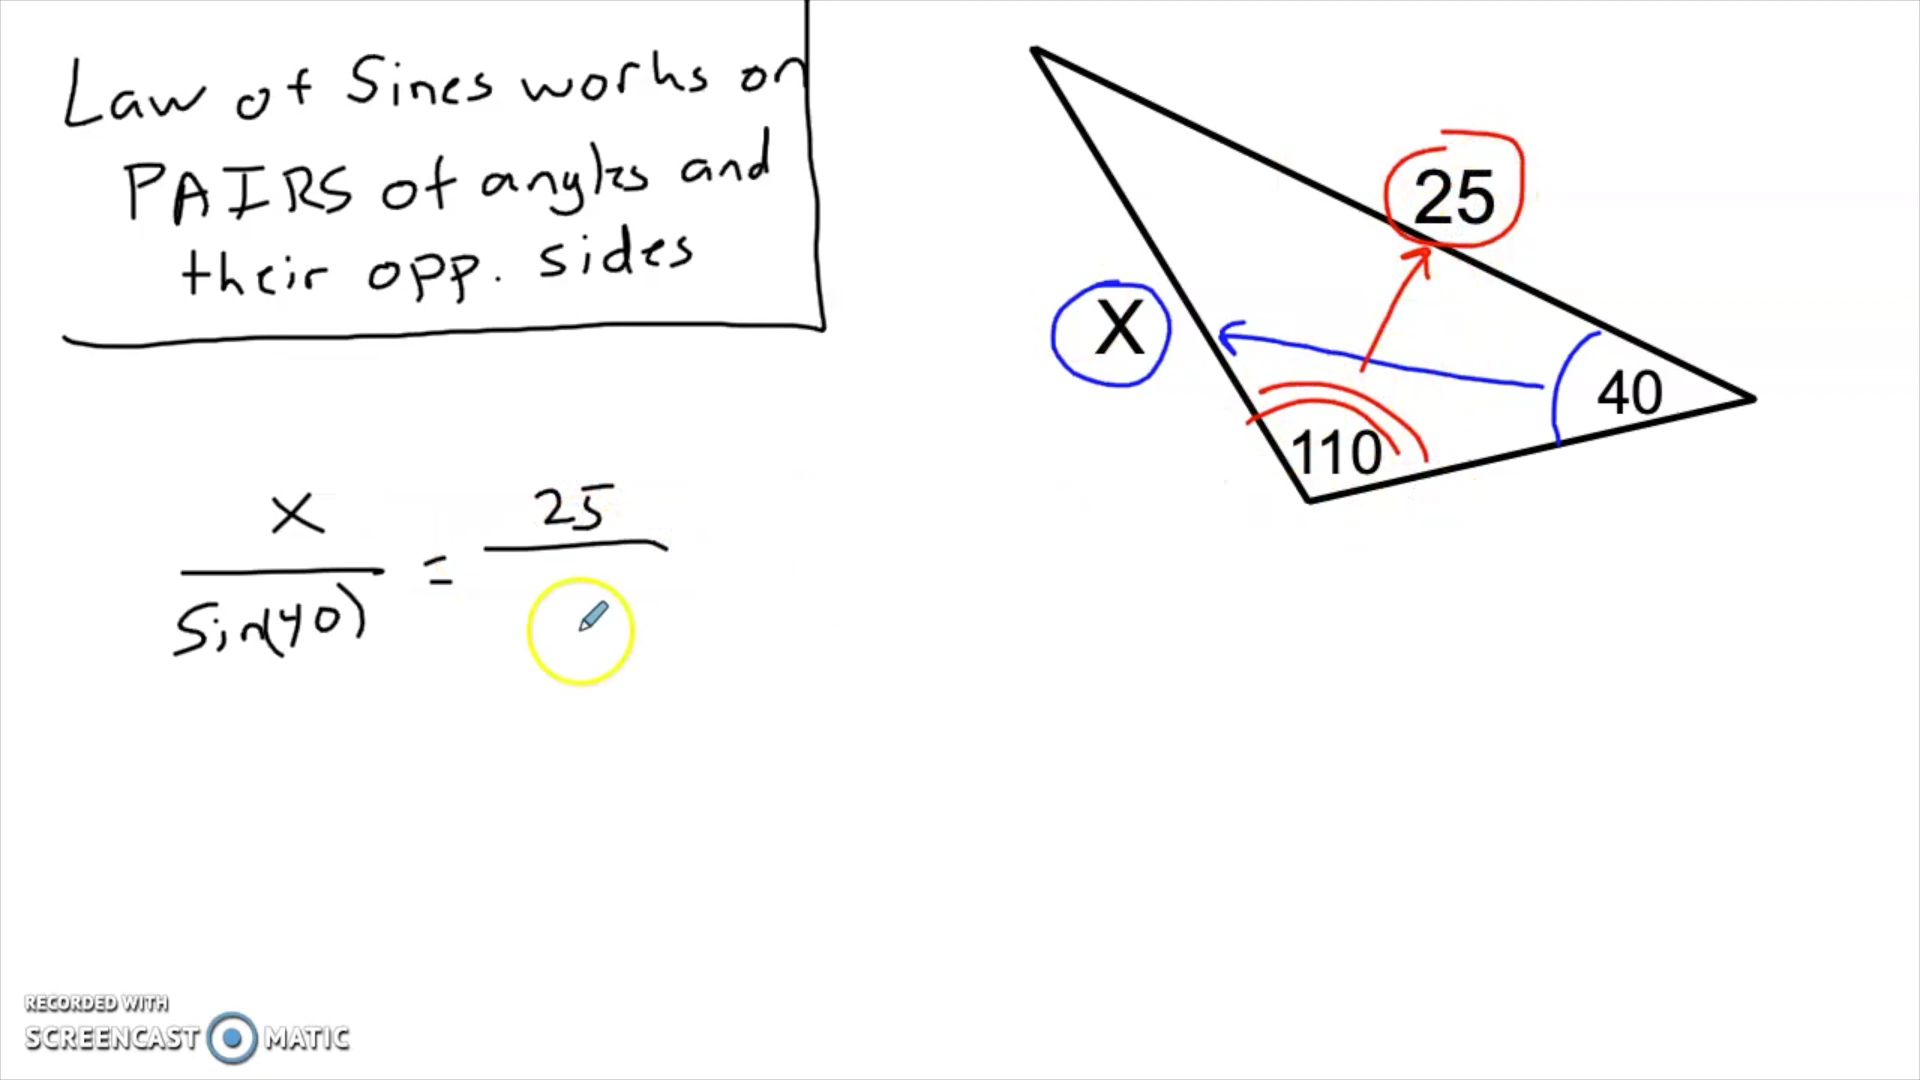 Law of Sines works on
PAIRS of angles and
their opp. sides
25
X
40
110
x
25
=
Sin(40)
RECORDED WITH
SCREENCAST MATIC